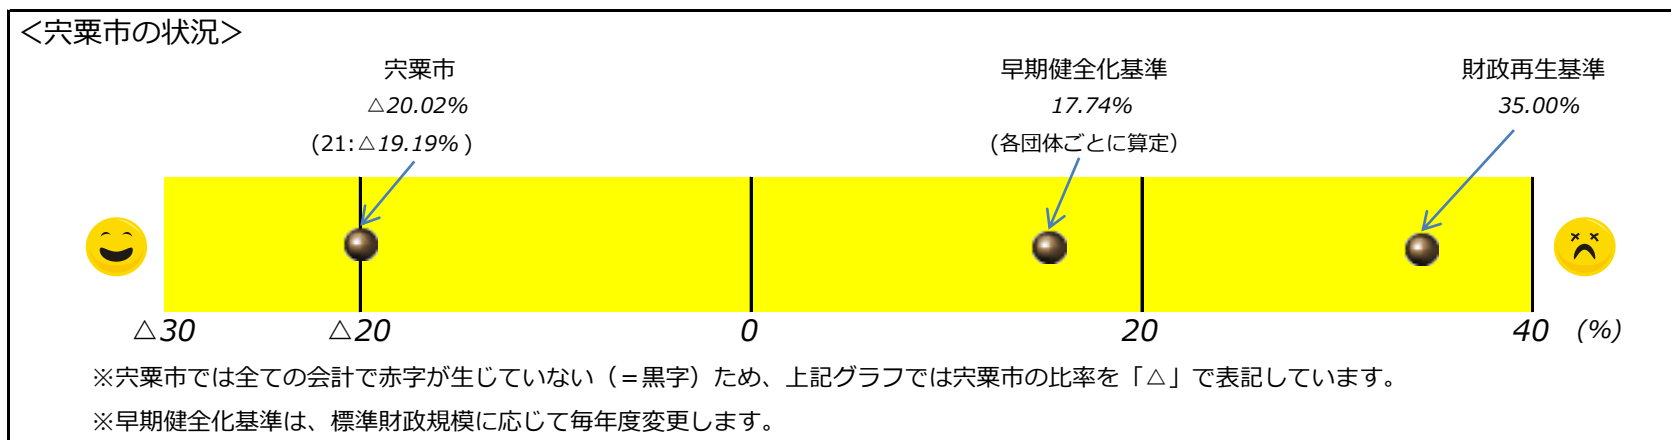 ＜宍粟市の状況＞
宍粟市 早期健全化基準 財政再生基準
△20.02% 17.74% 35.00%
(21:△19.19% ) (各団体ごとに算定)
△30 △20 0 20 40 (%)
※宍粟市では全ての会計で赤字が生じていない（＝黒字）ため、上記グラフでは宍粟市の比率を「△」で表記しています。
※早期健全化基準は、標準財政規模に応じて毎年度変更します。